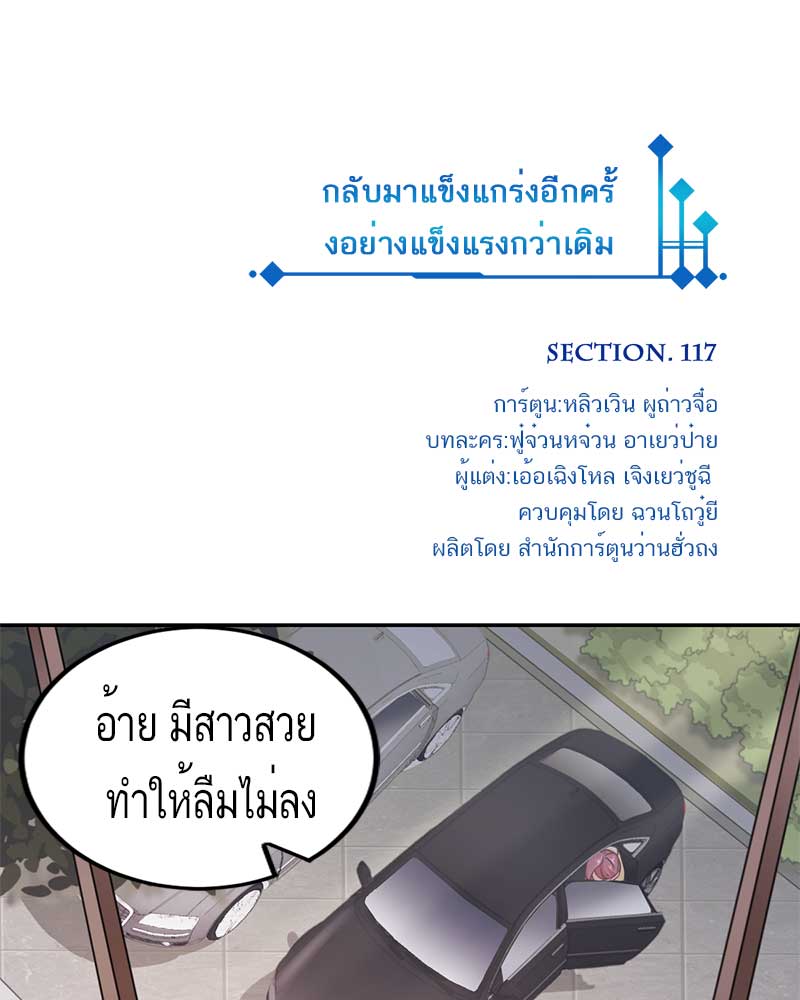 กลับมาแข็งแกร่งอีกครั้
งอย่างแข็งแรงกว่าเดิม
SECTION. 117
การ์ตูน:หลิวเวิน ผูถ่าวจื๋อ
บทละคร:ฟู่จ๋วนหจ๋วน อาเยว่ป๋าย
ผู้แต่ง:เอ้อเฉิงโหล เจิงเยว่ชูฉี
ควบคุมโดย ฉวนโถวู๋ยี
ผลิตโดย สำนักการ์ตูนว่านฮั่วถง
อ้าย มีสาวสวย
ทำให้ลืมไม่ลง